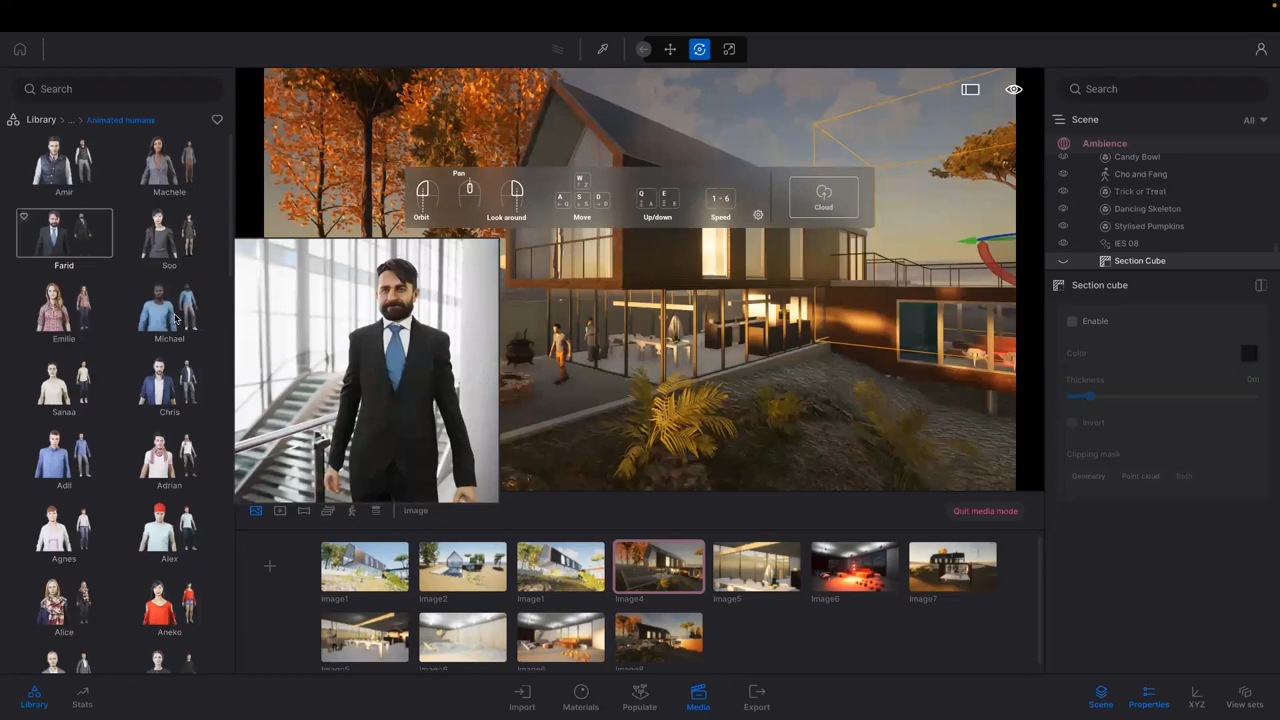 Search
Library > ... > Animated humans
Amir
Machele
Farid
Soo
Emilie
Michael
Sanaa
Chris
Adil
Adrian
Agnes
Alex
Alice
Aneko
Pan
Orbit
Look around
W
A S D
Move
Q E
Up/down
1 - 6
Speed
Cloud
Image
Quit media mode
Image1
Image2
Image1
Image4
Image5
Image6
Image7
Image5
Search
Scene
All
Ambience
Candy Bowl
Cho and Fang
Trick or Treat
Dancing Skeleton
Stylised Pumpkins
IES 08
Section Cube
Section cube
Enable
Color
Thickness
0m
Invert
Clipping mask
Geometry
Point cloud
Both
Library
Stats
Import
Materials
Populate
Media
Export
Scene
Properties
XYZ
View sets